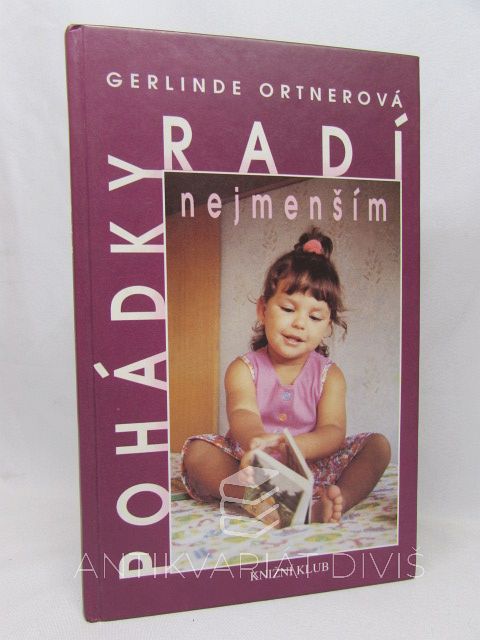 GERLINDE ORTNEROVÁ
POHÁDKY
RADÍ
nejmenším
KNIŽNÍ KLUB
ANTIKVARIÁT DIVIŠ